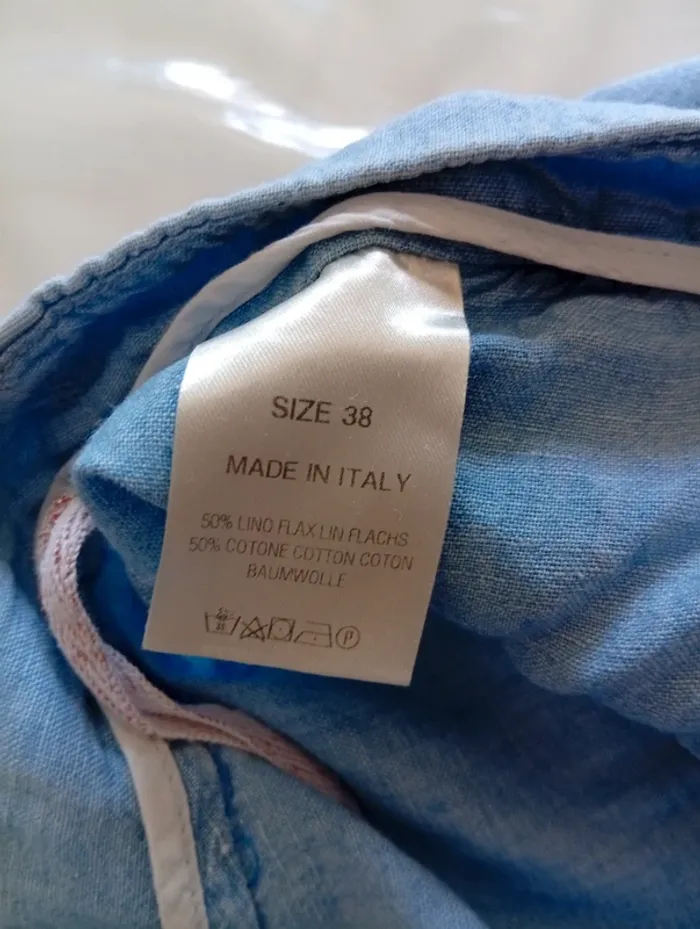 SIZE 38
MADE IN ITALY
50% LINO FLAX LIN FLACHS
50% COTONE COTTON COTON
BAUMWOLLE
P